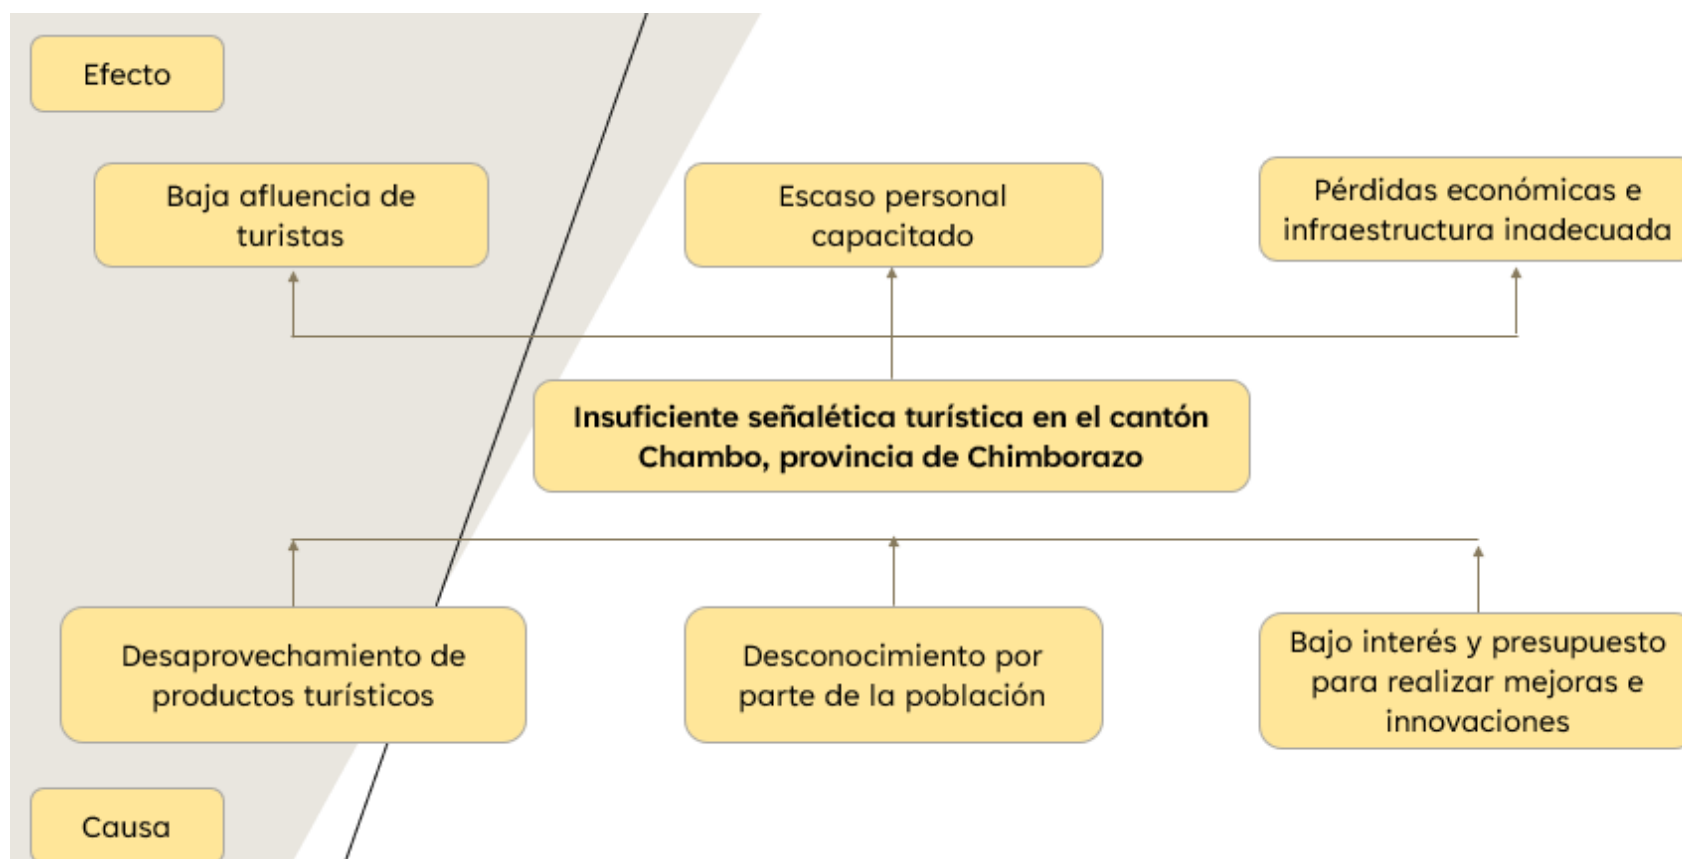 Efecto
Baja afluencia de
turistas
Escaso personal
capacitado
Pérdidas económicas e
infraestructura inadecuada
Insuficiente señalética turística en el cantón
Chambo, provincia de Chimborazo
Desaprovechamiento de
productos turísticos
Desconocimiento por
parte de la población
Bajo interés y presupuesto
para realizar mejoras e
innovaciones
Causa